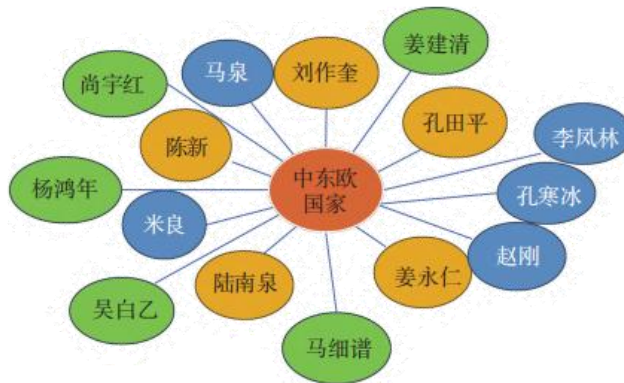 姜建清
刘作奎
马泉
尚宇红
孔田平
李凤林
陈新
中东欧
国家
杨鸿年
孔寒冰
米良
赵刚
姜永仁
陆南泉
吴白乙
马细谱